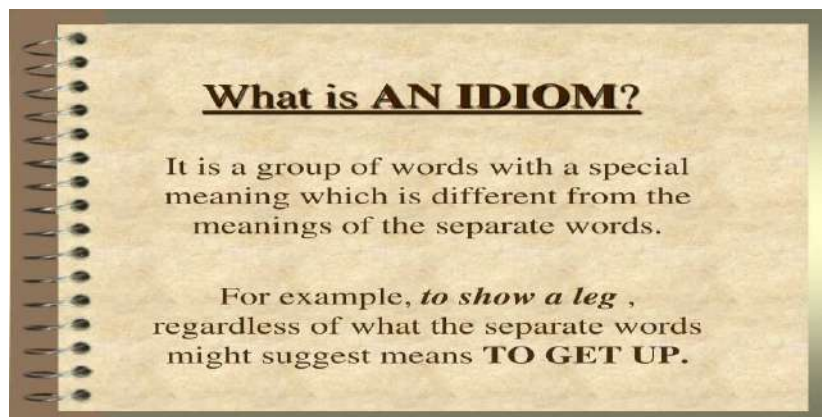 What is AN IDIOM?
It is a group of words with a special
meaning which is different from the
meanings of the separate words.
For example, to show a leg ,
regardless of what the separate words
might suggest means TO GET UP.